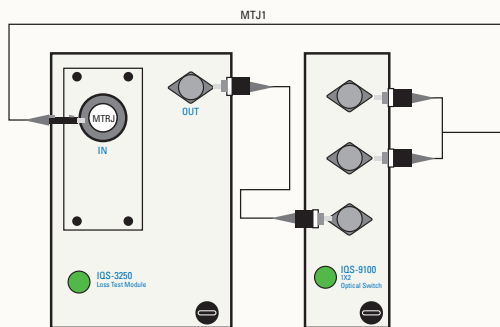 MTJ1
MTRJ
IN
OUT
IQS-3250
Loss Test Module
IQS-9100
1X2
Optical Switch